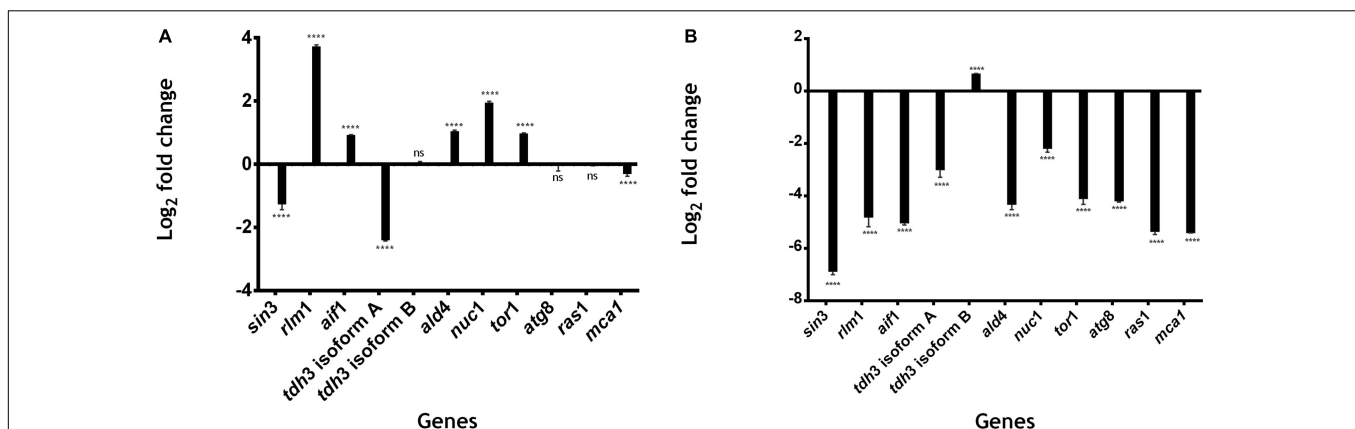 A
Log2 fold change
4
2
0
-2
-4
****
****
****
****
ns
****
****
****
ns
ns
****
sin3
rlm1
aif1
tdh3 isoform A
tdh3 isoform B
ald4
nuc1
tor1
atg8
ras1
mca1
Genes
B
Log2 fold change
2
0
-2
-4
-6
-8
****
****
****
****
****
****
****
****
****
****
****
sin3
rlm1
aif1
tdh3 isoform A
tdh3 isoform B
ald4
nuc1
tor1
atg8
ras1
mca1
Genes